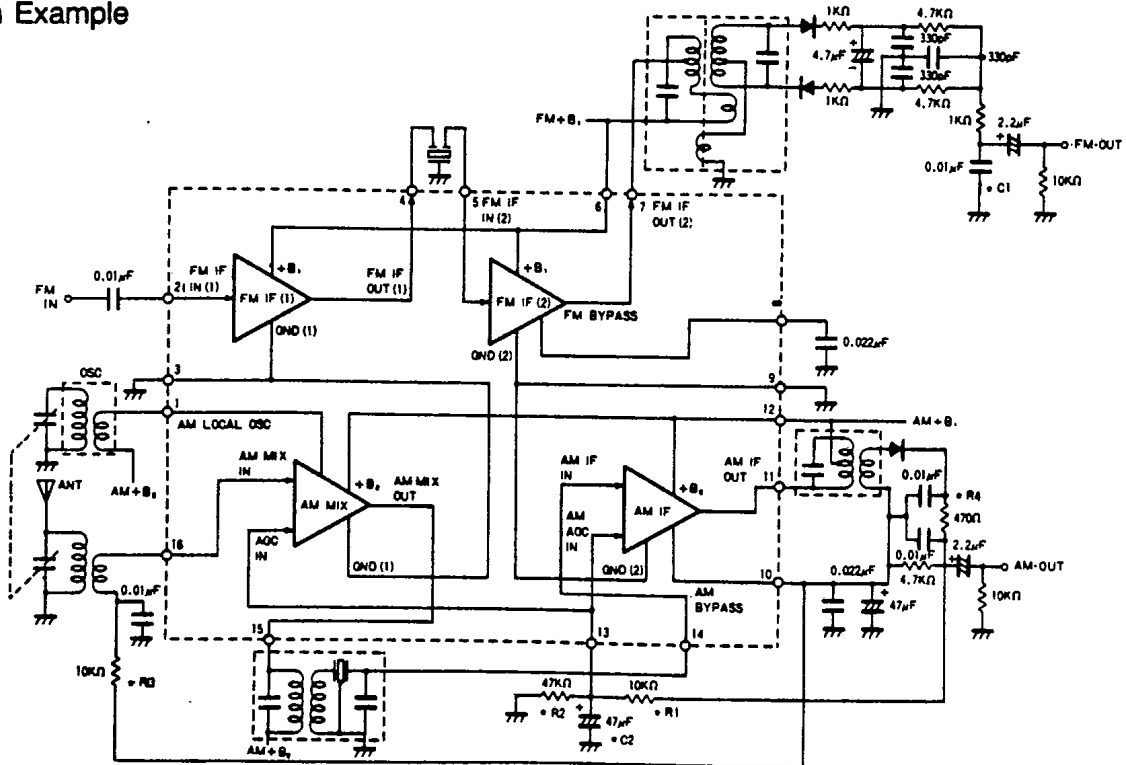 n Example
1KΩ
4.7KΩ
330pF
4.7μF
+
-
330pF
330pF
1KΩ
4.7KΩ
1KΩ
2.2μF
+
FM-OUT
0.01μF
* C1
10KΩ
FM+B₁
4
5 FM IF
IN (2)
6
7 FM IF
OUT (2)
0.01μF
FM
IN
2
FM IF
IN (1)
+B₁
FM IF (1)
FM IF
OUT (1)
GND (1)
+B₁
FM IF (2)
FM BYPASS
GND (2)
0.022μF
3
9
OSC
1
AM LOCAL OSC
12
AM+B₁
AM+B₂
ANT
AM MIX
IN
+B₂
AM MIX
OUT
AM MIX
AGC
IN
GND (1)
16
AM IF
IN
+B₂
AM IF
AM
AGC
IN
GND (2)
AM IF
OUT
11
0.01μF
* R4
470Ω
0.01μF
2.2μF
+
4.7KΩ
AM-OUT
10KΩ
10
AM
BYPASS
0.022μF
+
47μF
0.01μF
10KΩ
* R3
15
13
14
AM+B₂
47KΩ
* R2
10KΩ
* R1
+
47μF
* C2